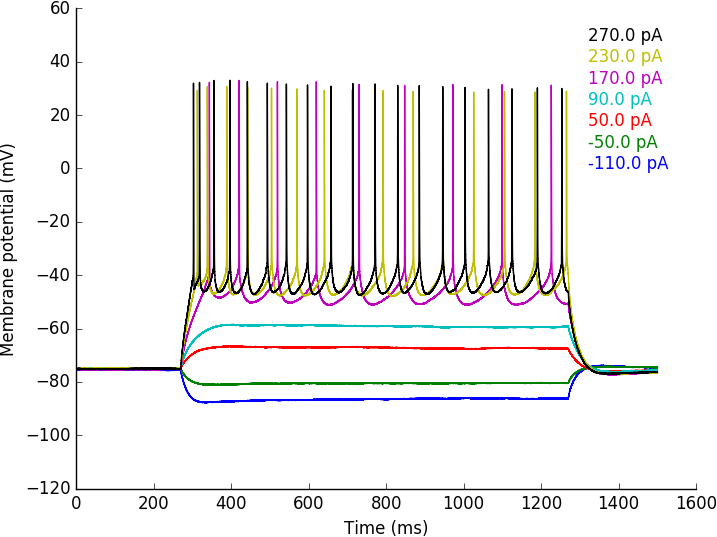 60
40
20
0
−20
−40
−60
−80
−100
−120
Membrane potential (mV)
270.0 pA
230.0 pA
170.0 pA
90.0 pA
50.0 pA
-50.0 pA
-110.0 pA
0 200 400 600 800 1000 1200 1400 1600
Time (ms)